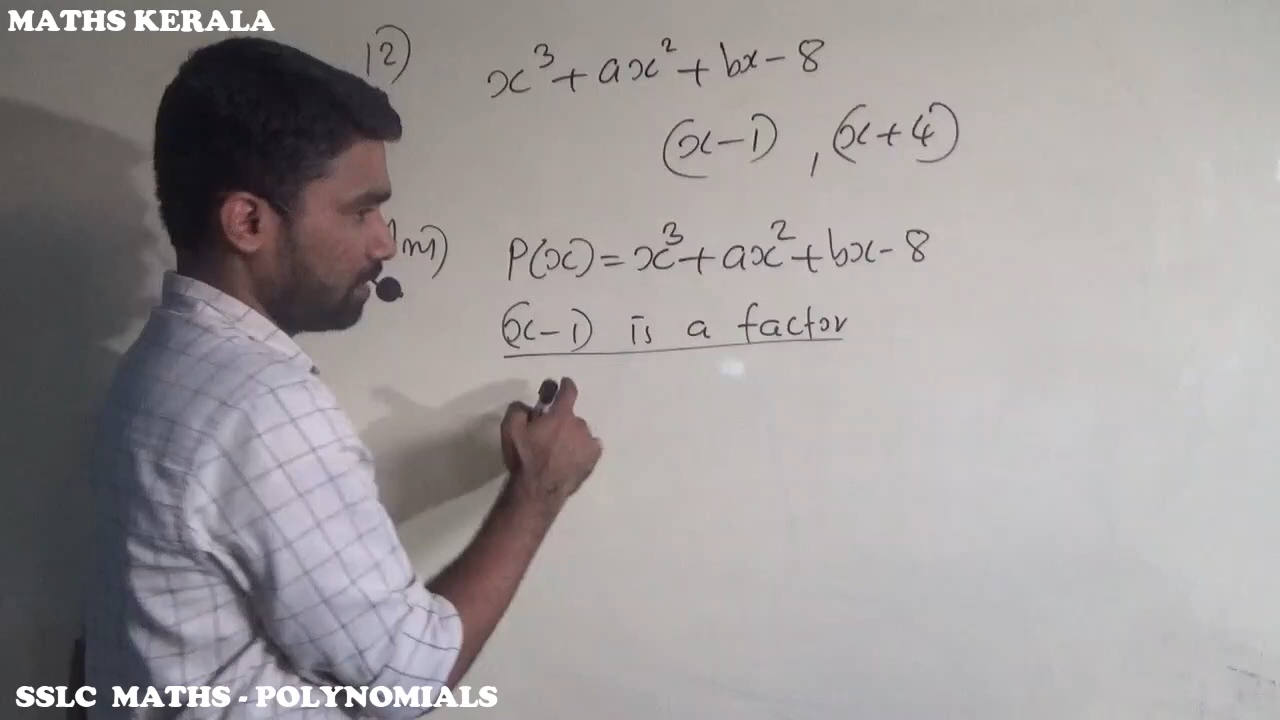 MATHS KERALA
12) x³+ax²+bx-8
(x-1) , (x+4)
P(x)=x³+ax²+bx-8
(x-1) is a factor
SSLC MATHS - POLYNOMIALS